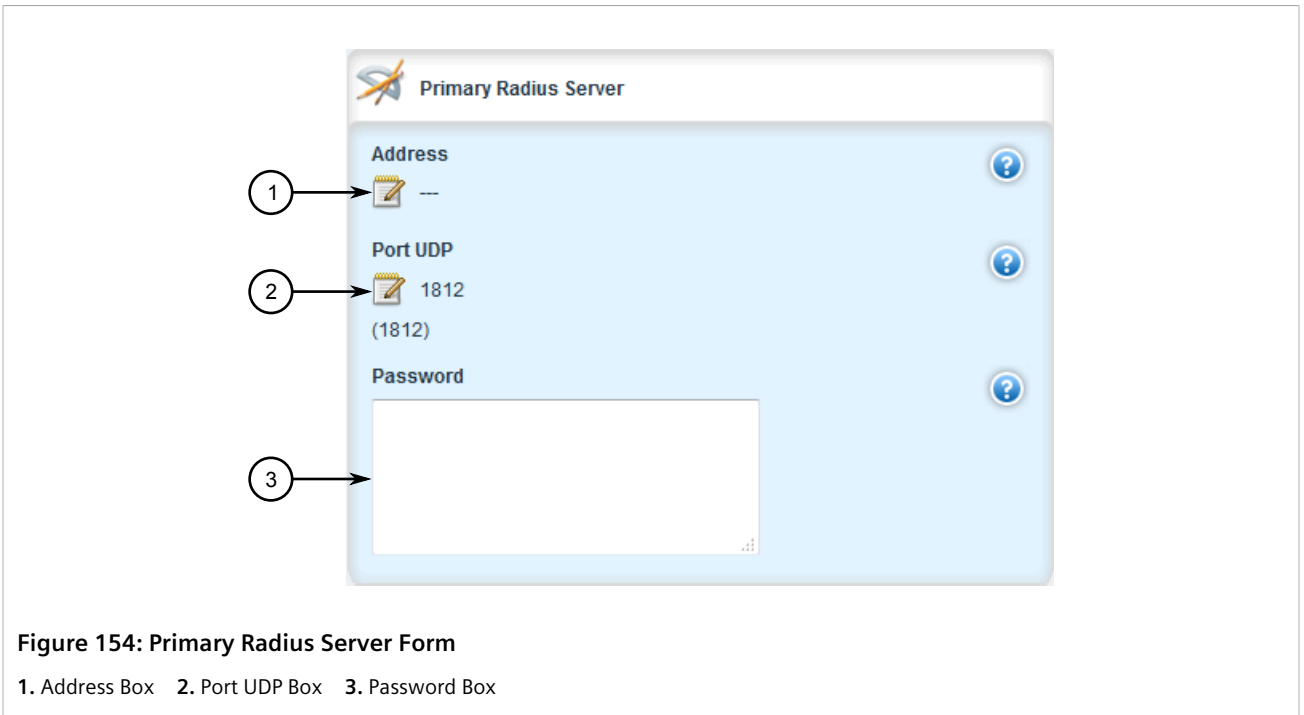 Primary Radius Server
Address
1
---
Port UDP
2
1812
(1812)
Password
3
Figure 154: Primary Radius Server Form
1. Address Box 2. Port UDP Box 3. Password Box